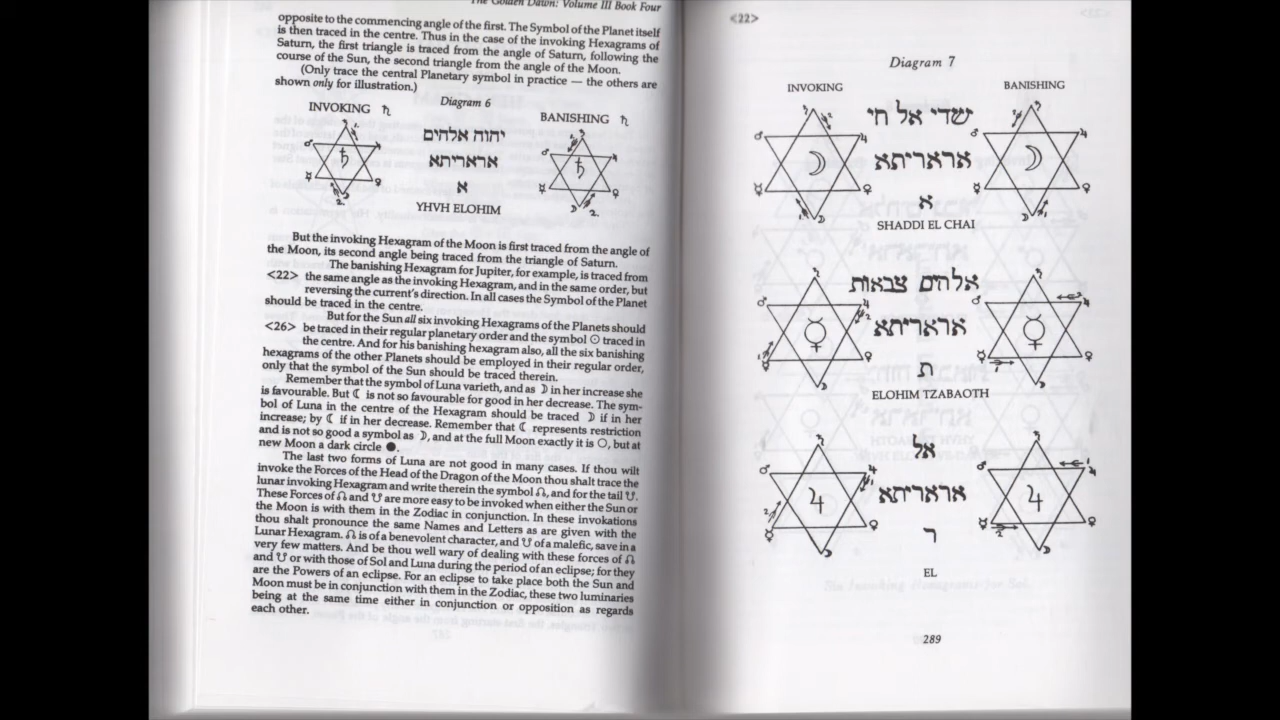 The Golden Dawn: Volume III Book Four
opposite to the commencing angle of the first. The Symbol of the Planet itself
is then traced in the centre. Thus in the case of the invoking Hexagrams of
Saturn, the first triangle is traced from the angle of Saturn, following the
course of the Sun, the second triangle from the angle of the Moon.
(Only trace the central Planetary symbol in practice — the others are
shown only for illustration.)
Diagram 6
INVOKING ♄
BANISHING ♄
יהוה אלהים
אראריתא
א
YHVH ELOHIM
1.
2.
2.
But the invoking Hexagram of the Moon is first traced from the angle of
the Moon, its second angle being traced from the triangle of Saturn.
The banishing Hexagram for Jupiter, for example, is traced from
<22> the same angle as the invoking Hexagram, and in the same order, but
reversing the current's direction. In all cases the Symbol of the Planet
should be traced in the centre.
But for the Sun all six invoking Hexagrams of the Planets should
<26> be traced in their regular planetary order and the symbol ☉ traced in
the centre. And for his banishing hexagram also, all the six banishing
hexagrams of the other Planets should be employed in their regular order,
only that the symbol of the Sun should be traced therein.
Remember that the symbol of Luna varieth, and as ☽ in her increase she
is favourable. But ☾ is not so favourable for good in her decrease. The sym-
bol of Luna in the centre of the Hexagram should be traced ☽ if in her
increase; by ☾ if in her decrease. Remember that ☾ represents restriction
and is not so good a symbol as ☽, and at the full Moon exactly it is ○, but at
new Moon a dark circle ●.
The last two forms of Luna are not good in many cases. If thou wilt
invoke the Forces of the Head of the Dragon of the Moon thou shalt trace the
lunar invoking Hexagram and write therein the symbol ☊, and for the tail ☋.
These Forces of ☊ and ☋ are more easy to be invoked when either the Sun or
the Moon is with them in the Zodiac in conjunction. In these invokations
thou shalt pronounce the same Names and Letters as are given with the
Lunar Hexagram. ☊ is of a benevolent character, and ☋ of a malefic, save in a
very few matters. And be thou well wary of dealing with these forces of ☊
and ☋ or with those of Sol and Luna during the period of an eclipse; for they
are the Powers of an eclipse. For an eclipse to take place both the Sun and
Moon must be in conjunction with them in the Zodiac, these two luminaries
being at the same time either in conjunction or opposition as regards
each other.
<22>
Diagram 7
INVOKING
BANISHING
שדי אל חי
אראריתא
א
SHADDI EL CHAI
אלהים צבאות
אראריתא
ת
ELOHIM TZABAOTH
אל
אראריתא
ר
EL
289